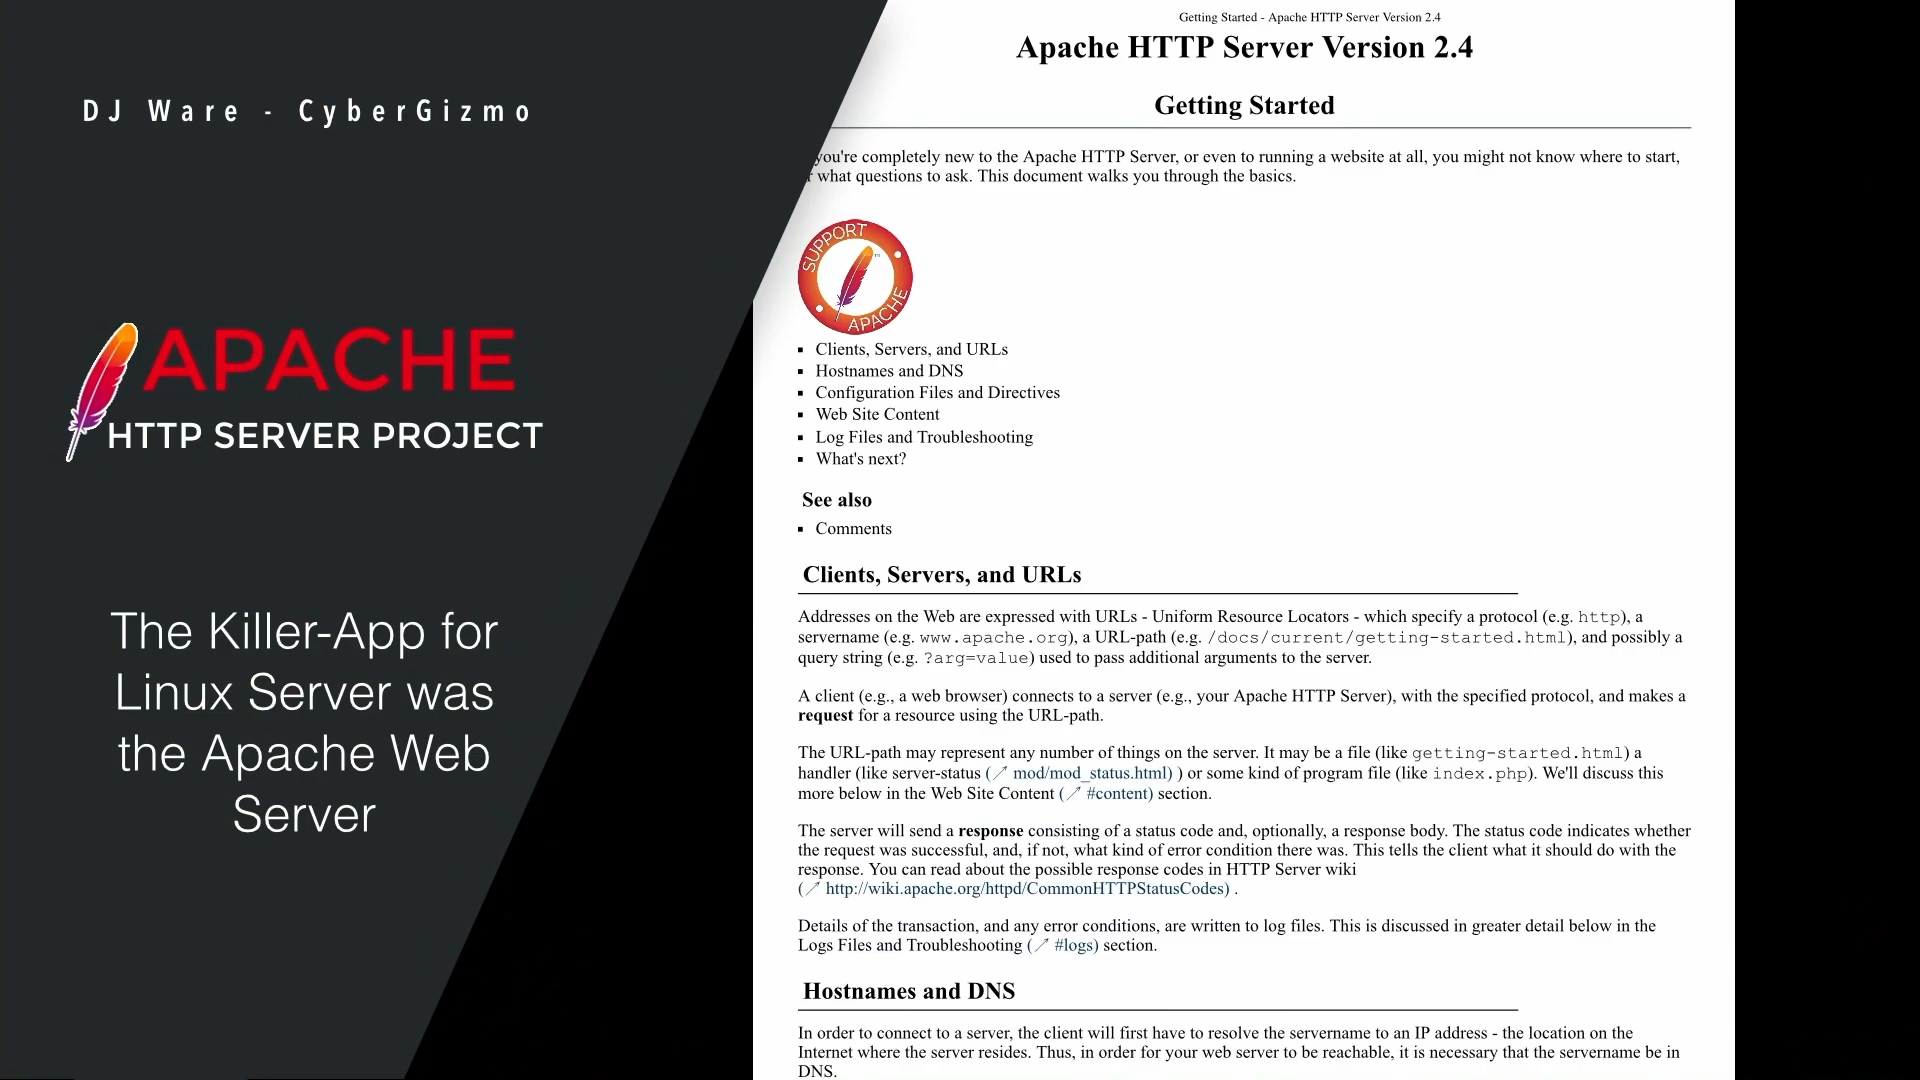 DJ Ware - CyberGizmo
APACHE
HTTP SERVER PROJECT
The Killer-App for
Linux Server was
the Apache Web
Server
Getting Started - Apache HTTP Server Version 2.4
Apache HTTP Server Version 2.4
Getting Started
you're completely new to the Apache HTTP Server, or even to running a website at all, you might not know where to start,
what questions to ask. This document walks you through the basics.
SUPPORT
APACHE
▪ Clients, Servers, and URLs
▪ Hostnames and DNS
▪ Configuration Files and Directives
▪ Web Site Content
▪ Log Files and Troubleshooting
▪ What's next?
See also
▪ Comments
Clients, Servers, and URLs
Addresses on the Web are expressed with URLs - Uniform Resource Locators - which specify a protocol (e.g. http), a
servername (e.g. www.apache.org), a URL-path (e.g. /docs/current/getting-started.html), and possibly a
query string (e.g. ?arg=value) used to pass additional arguments to the server.
A client (e.g., a web browser) connects to a server (e.g., your Apache HTTP Server), with the specified protocol, and makes a
request for a resource using the URL-path.
The URL-path may represent any number of things on the server. It may be a file (like getting-started.html) a
handler (like server-status (↗ mod/mod_status.html) ) or some kind of program file (like index.php). We'll discuss this
more below in the Web Site Content (↗ #content) section.
The server will send a response consisting of a status code and, optionally, a response body. The status code indicates whether
the request was successful, and, if not, what kind of error condition there was. This tells the client what it should do with the
response. You can read about the possible response codes in HTTP Server wiki
(↗ http://wiki.apache.org/httpd/CommonHTTPStatusCodes) .
Details of the transaction, and any error conditions, are written to log files. This is discussed in greater detail below in the
Logs Files and Troubleshooting (↗ #logs) section.
Hostnames and DNS
In order to connect to a server, the client will first have to resolve the servername to an IP address - the location on the
Internet where the server resides. Thus, in order for your web server to be reachable, it is necessary that the servername be in
DNS.